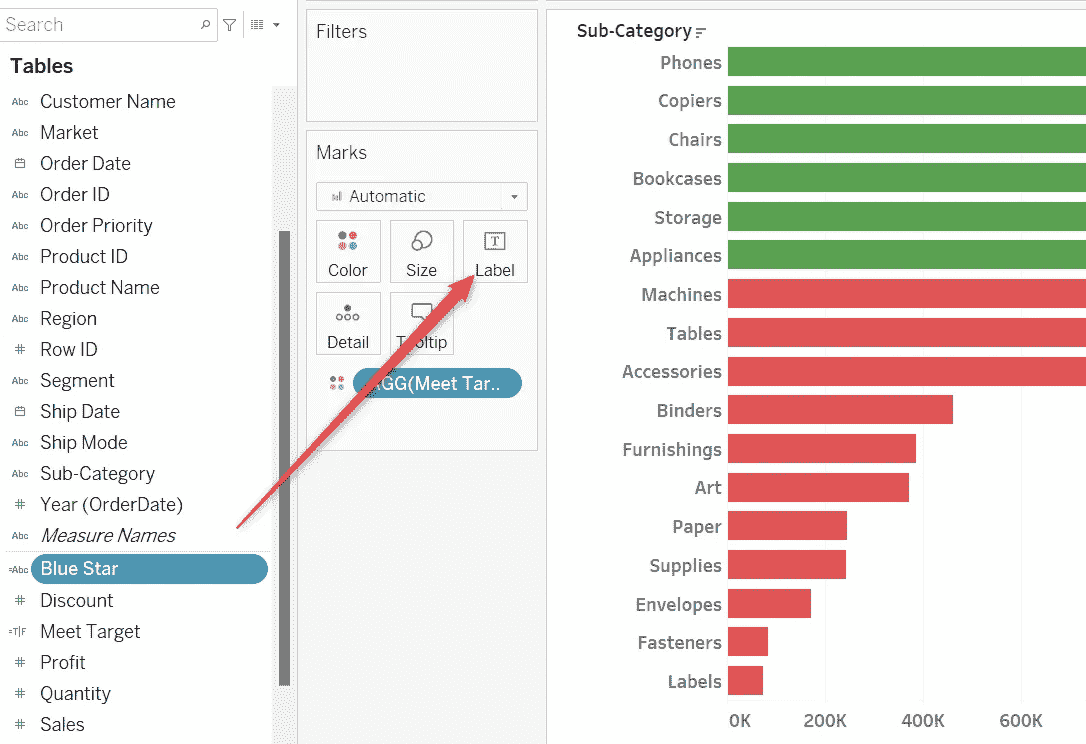 Search
Tables
Abc Customer Name
Abc Market
Order Date
Abc Order ID
Abc Order Priority
Abc Product ID
Abc Product Name
Abc Region
# Row ID
Abc Segment
Ship Date
Abc Ship Mode
Abc Sub-Category
# Year (OrderDate)
Abc Measure Names
=Abc Blue Star
# Discount
=T|F Meet Target
# Profit
# Quantity
# Sales
Filters
Marks
Automatic
Color Size Label
Detail Tooltip
AGG(Meet Tar..
Sub-Category
Phones
Copiers
Chairs
Bookcases
Storage
Appliances
Machines
Tables
Accessories
Binders
Furnishings
Art
Paper
Supplies
Envelopes
Fasteners
Labels
0K 200K 400K 600K